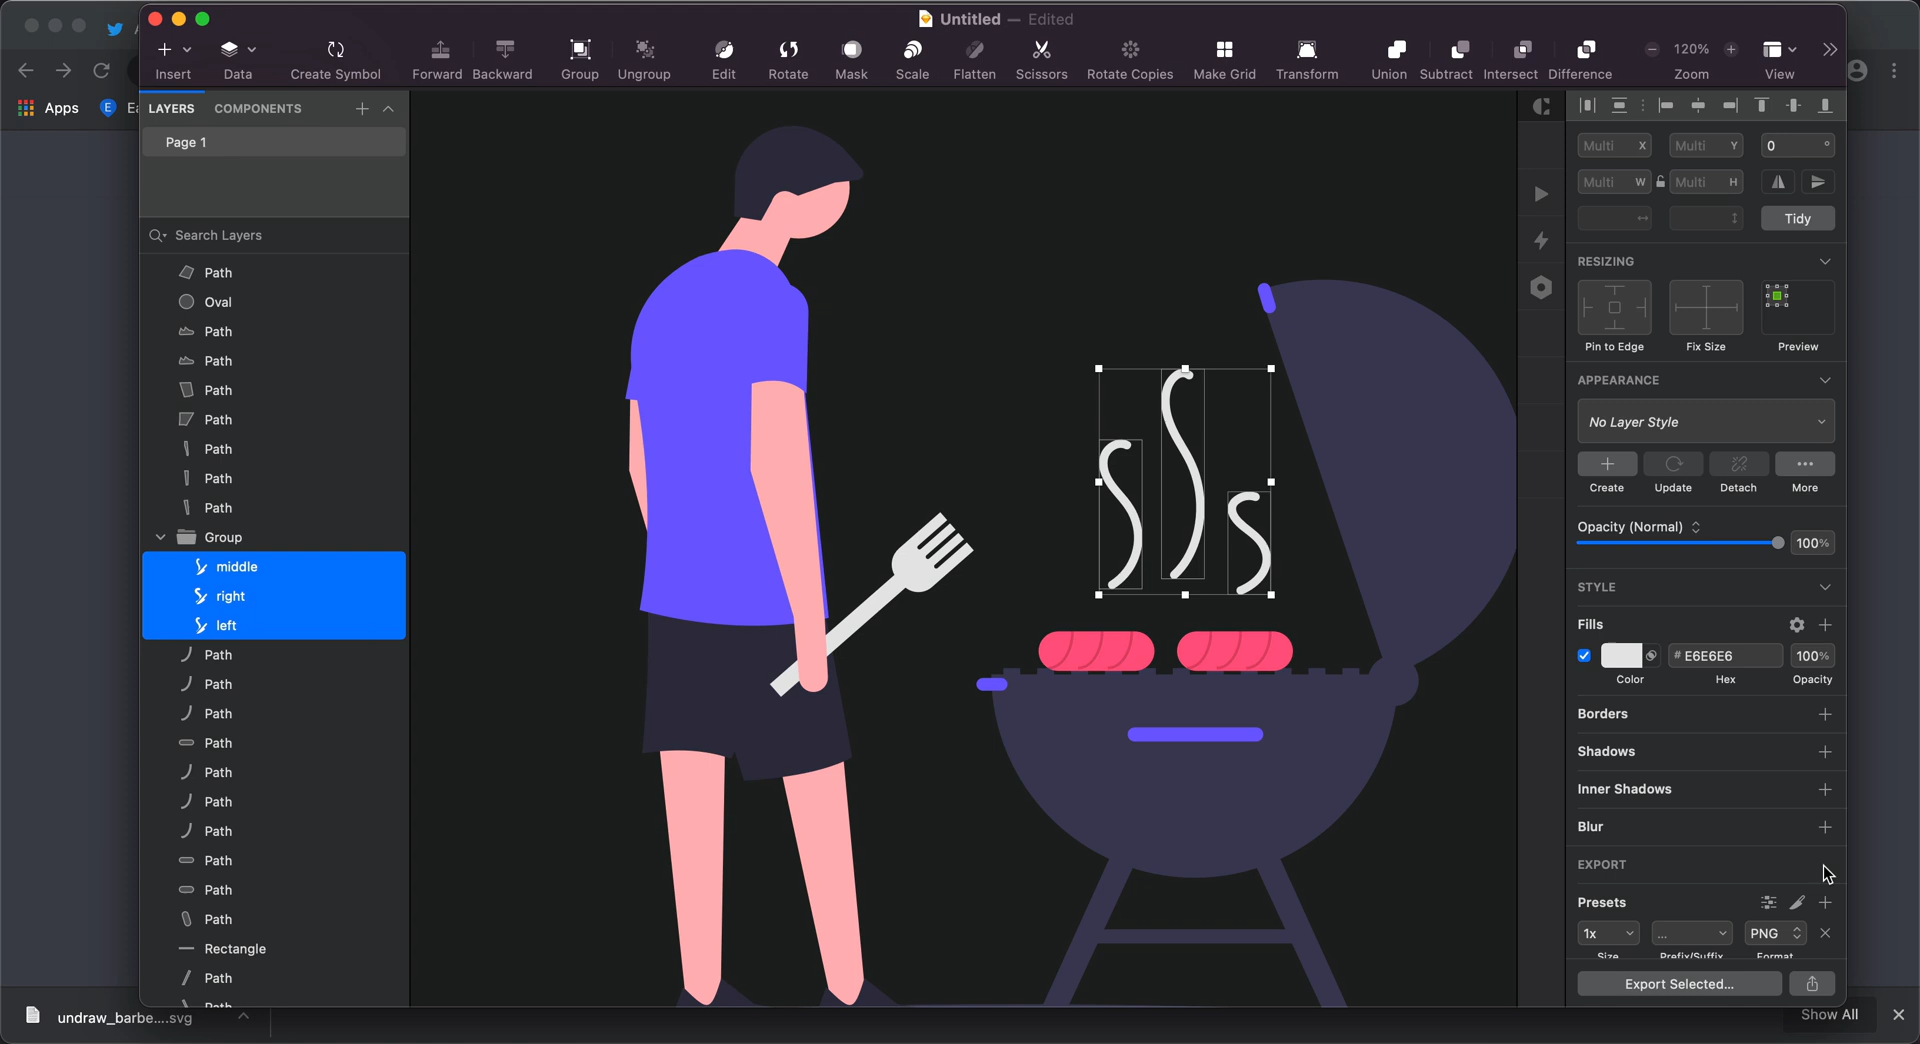 Untitled — Edited
Insert
Data
Create Symbol
Forward
Backward
Group
Ungroup
Edit
Rotate
Mask
Scale
Flatten
Scissors
Rotate Copies
Make Grid
Transform
Union
Subtract
Intersect
Difference
120%
Zoom
View
Apps
E
LAYERS
COMPONENTS
Page 1
Search Layers
Path
Oval
Path
Path
Path
Path
Path
Path
Path
Group
middle
right
left
Path
Path
Path
Path
Path
Path
Path
Path
Path
Path
Rectangle
Path
Path
Multi X
Multi Y
0 °
Multi W
Multi H
Tidy
RESIZING
Pin to Edge
Fix Size
Preview
APPEARANCE
No Layer Style
Create
Update
Detach
More
Opacity (Normal)
100%
STYLE
Fills
# E6E6E6
100%
Color
Hex
Opacity
Borders
Shadows
Inner Shadows
Blur
EXPORT
Presets
1x
...
PNG
Size
Prefix/Suffix
Format
Export Selected...
undraw_barbe....svg
Show All